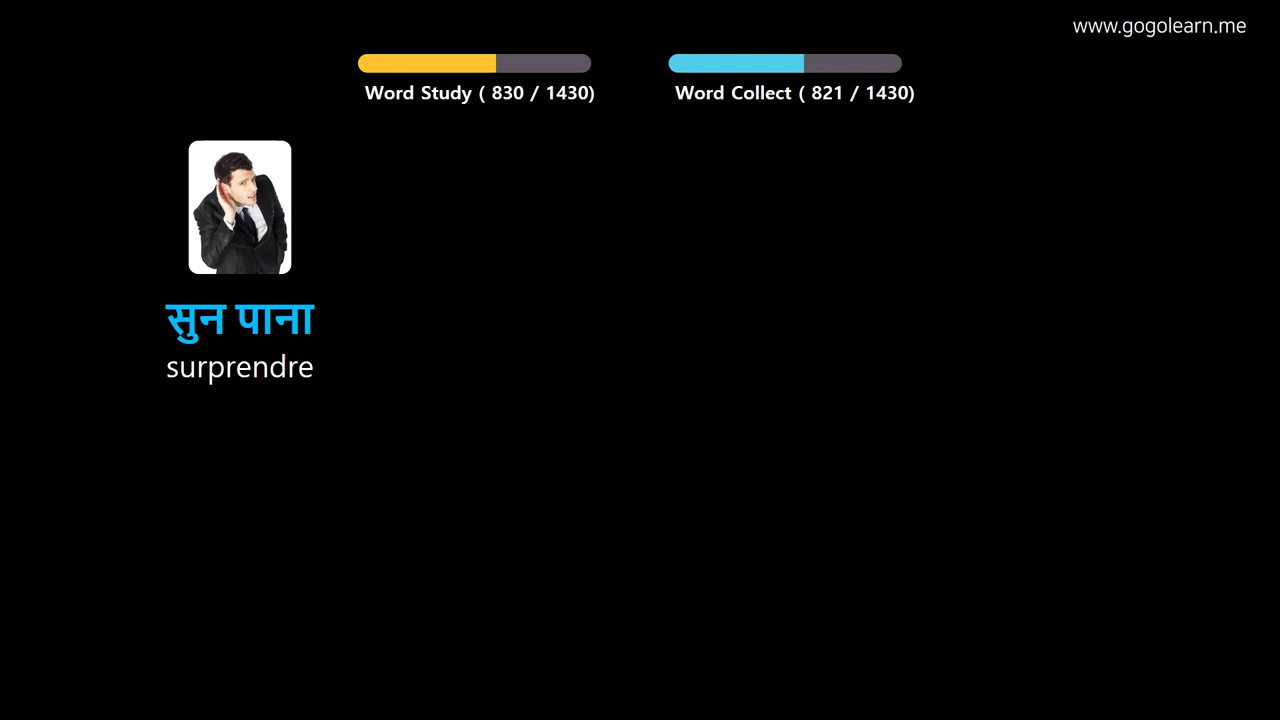 www.gogolearn.me
Word Study ( 830 / 1430)
Word Collect ( 821 / 1430)
सुन पाना
surprendre